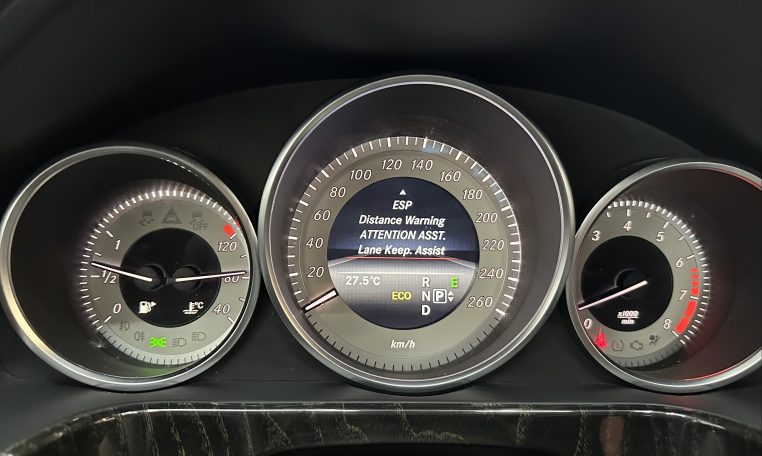 OFF
120
80
40
°C
1
1/2
0
20
40
60
80
100
120
140
160
180
200
220
240
260
km/h
▲
ESP
Distance Warning
ATTENTION ASST.
Lane Keep. Assist
27.5°C
ECO
R
N P
D
E
0
3
4
5
6
7
8
x1000
min